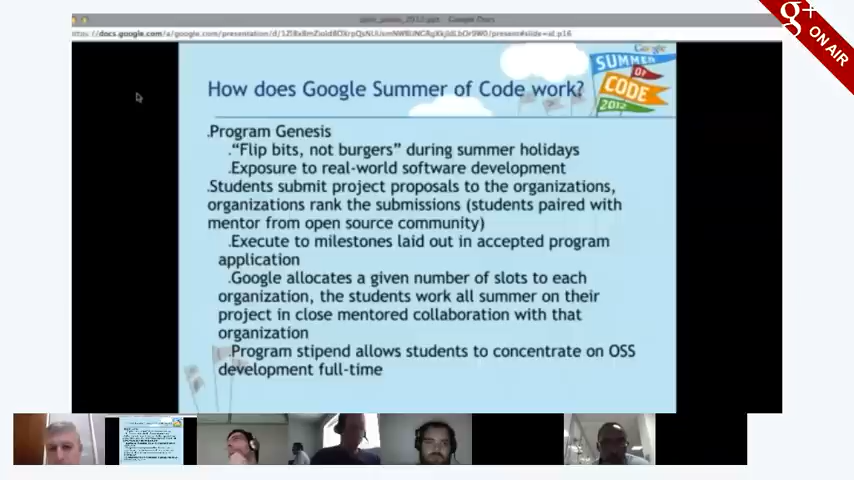 g+
ON AIR
Google
SUMMER
OF
CODE
2012
How does Google Summer of Code work?
.Program Genesis
."Flip bits, not burgers" during summer holidays
.Exposure to real-world software development
.Students submit project proposals to the organizations,
organizations rank the submissions (students paired with
mentor from open source community)
.Execute to milestones laid out in accepted program
application
.Google allocates a given number of slots to each
organization, the students work all summer on their
project in close mentored collaboration with that
organization
.Program stipend allows students to concentrate on OSS
development full-time